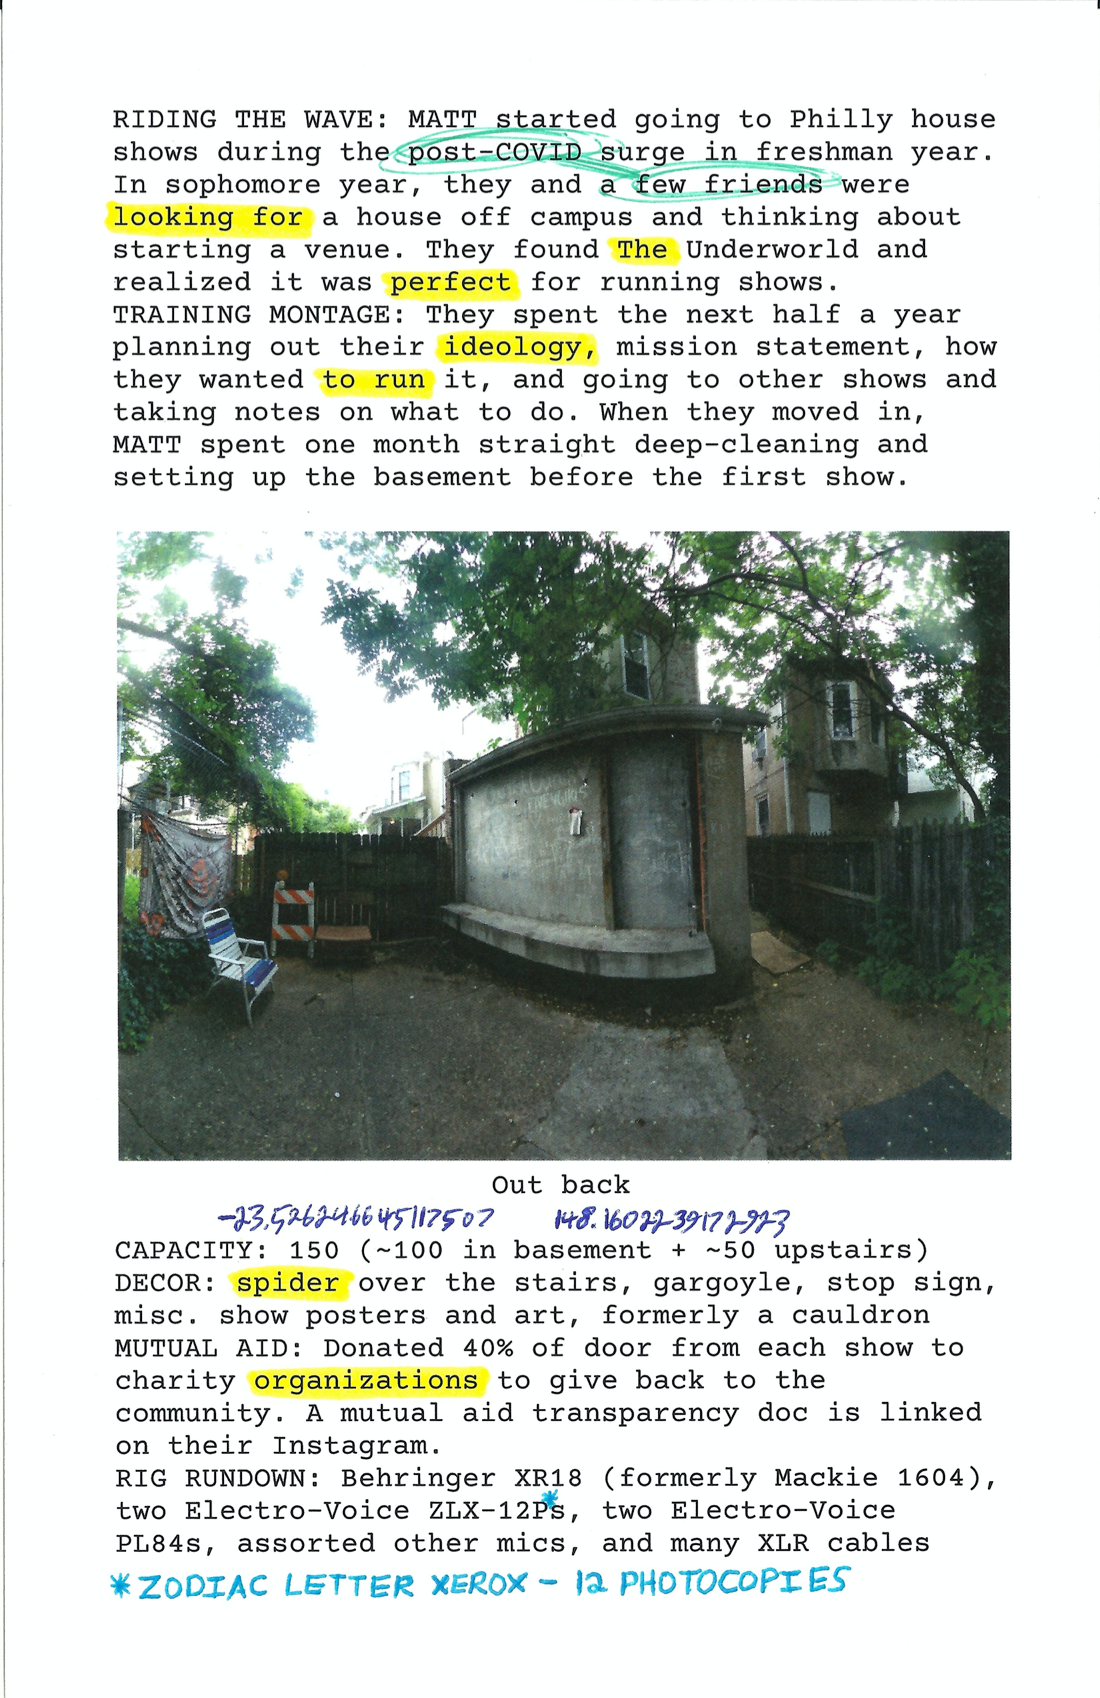 RIDING THE WAVE: MATT started going to Philly house
shows during the post-COVID surge in freshman year.
In sophomore year, they and a few friends were
looking for a house off campus and thinking about
starting a venue. They found The Underworld and
realized it was perfect for running shows.
TRAINING MONTAGE: They spent the next half a year
planning out their ideology, mission statement, how
they wanted to run it, and going to other shows and
taking notes on what to do. When they moved in,
MATT spent one month straight deep-cleaning and
setting up the basement before the first show.
Out back
-23.526246645117507 148.1602239172923
CAPACITY: 150 (~100 in basement + ~50 upstairs)
DECOR: spider over the stairs, gargoyle, stop sign,
misc. show posters and art, formerly a cauldron
MUTUAL AID: Donated 40% of door from each show to
charity organizations to give back to the
community. A mutual aid transparency doc is linked
on their Instagram.
RIG RUNDOWN: Behringer XR18 (formerly Mackie 1604),
two Electro-Voice ZLX-12P*s, two Electro-Voice
PL84s, assorted other mics, and many XLR cables
*ZODIAC LETTER XEROX - 12 PHOTOCOPIES